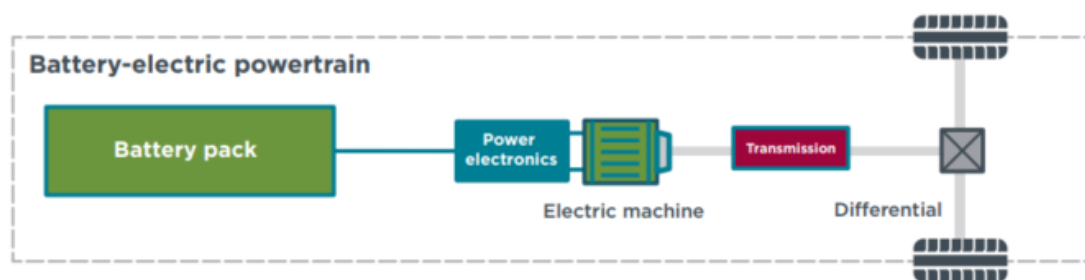 Battery-electric powertrain
Battery pack
Power
electronics
Transmission
Electric machine
Differential